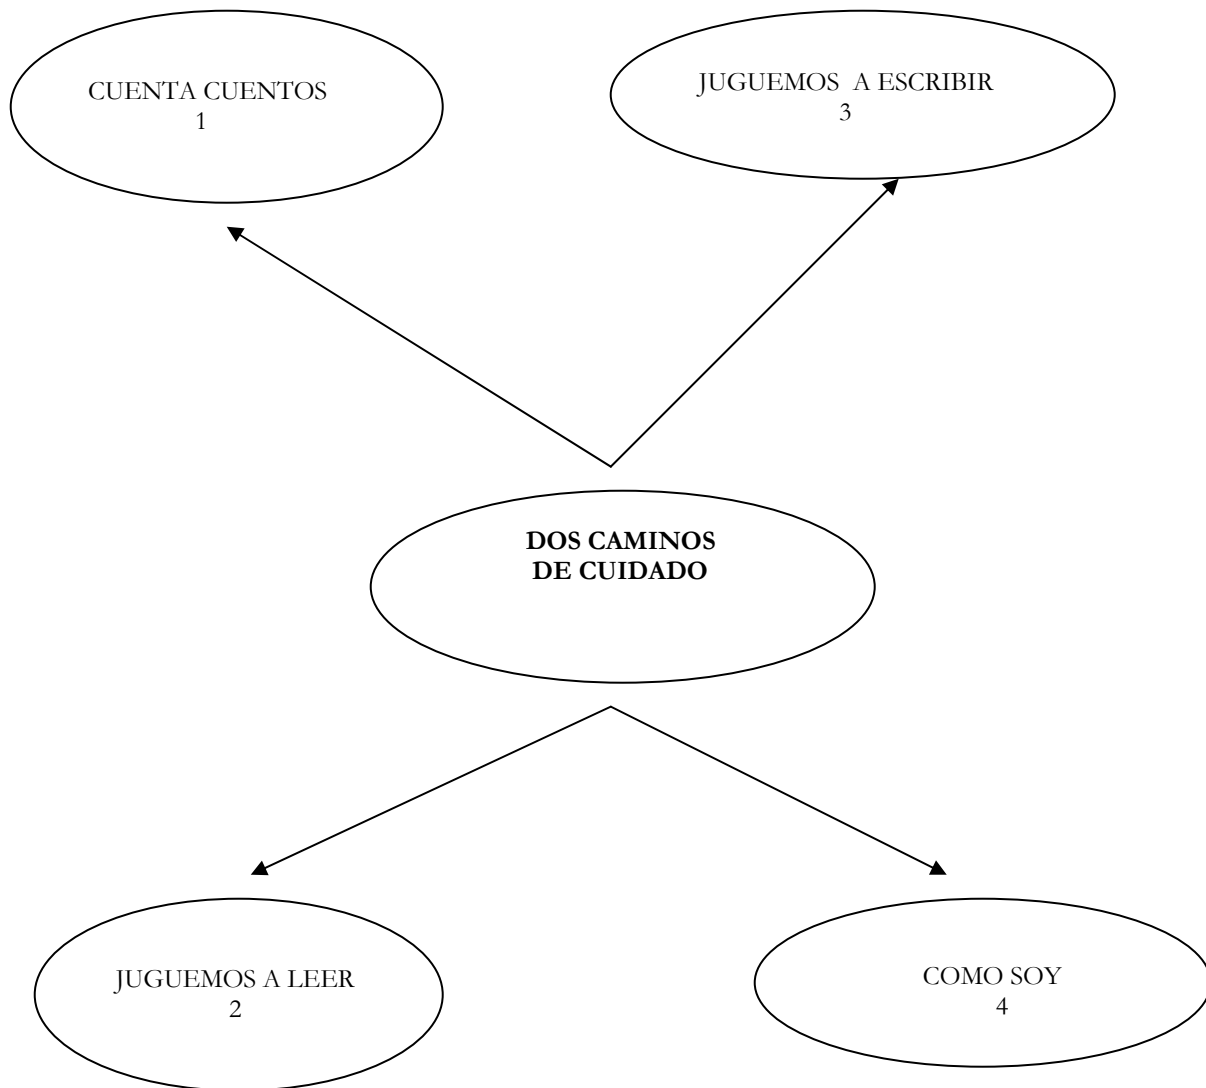 CUENTA CUENTOS
1
JUGUEMOS A ESCRIBIR
3
DOS CAMINOS
DE CUIDADO
JUGUEMOS A LEER
2
COMO SOY
4